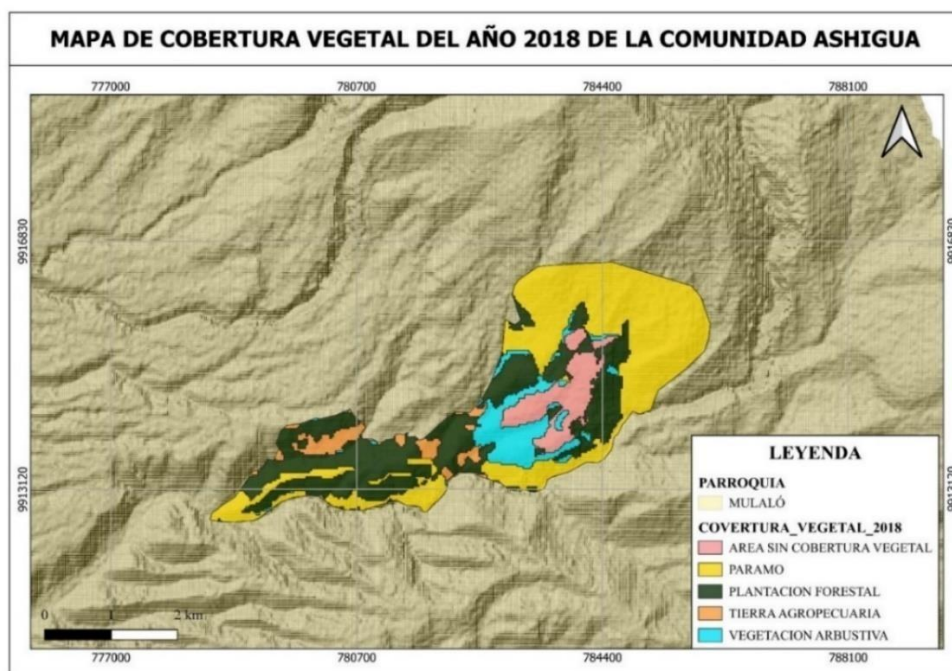 MAPA DE COBERTURA VEGETAL DEL AÑO 2018 DE LA COMUNIDAD ASHIGUA
777000 780700 784400 788100
9916830 9916830
9913120 9913120
LEYENDA
PARROQUIA
MULALÓ
COVERTURA_VEGETAL_2018
AREA SIN COBERTURA VEGETAL
PARAMO
PLANTACION FORESTAL
TIERRA AGROPECUARIA
VEGETACION ARBUSTIVA
0 1 2 km
777000 780700 784400 788100